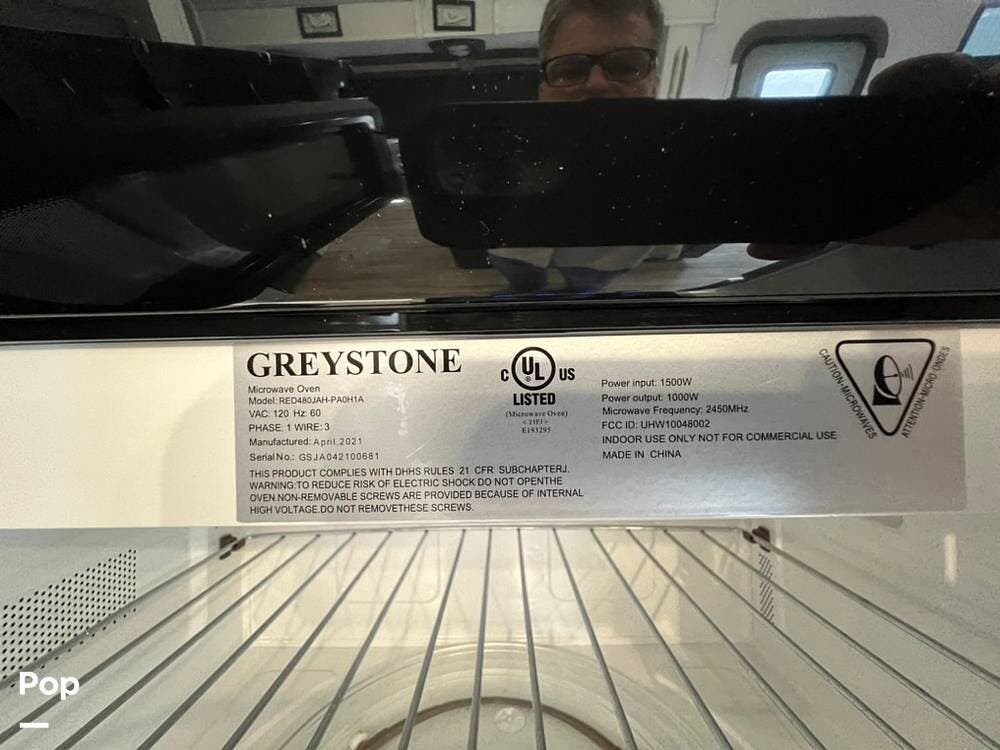 GREYSTONE
Microwave Oven
Model: RED480JAH-PA0H1A
VAC: 120 Hz: 60
PHASE: 1 WIRE: 3
Manufactured: April,2021
Serial No.: GSJA042100681
THIS PRODUCT COMPLIES WITH DHHS RULES 21 CFR SUBCHAPTERJ.
WARNING:TO REDUCE RISK OF ELECTRIC SHOCK DO NOT OPENTHE
OVEN.NON-REMOVABLE SCREWS ARE PROVIDED BECAUSE OF INTERNAL
HIGH VOLTAGE.DO NOT REMOVETHESE SCREWS.
C UL US
LISTED
(Microwave Oven)
E193295
Power input: 1500W
Power output: 1000W
Microwave Frequency: 2450MHz
FCC ID: UHW10048002
INDOOR USE ONLY NOT FOR COMMERCIAL USE
MADE IN CHINA
CAUTION-MICROWAVES
ATTENTION-MICRO-ONDES
Pop